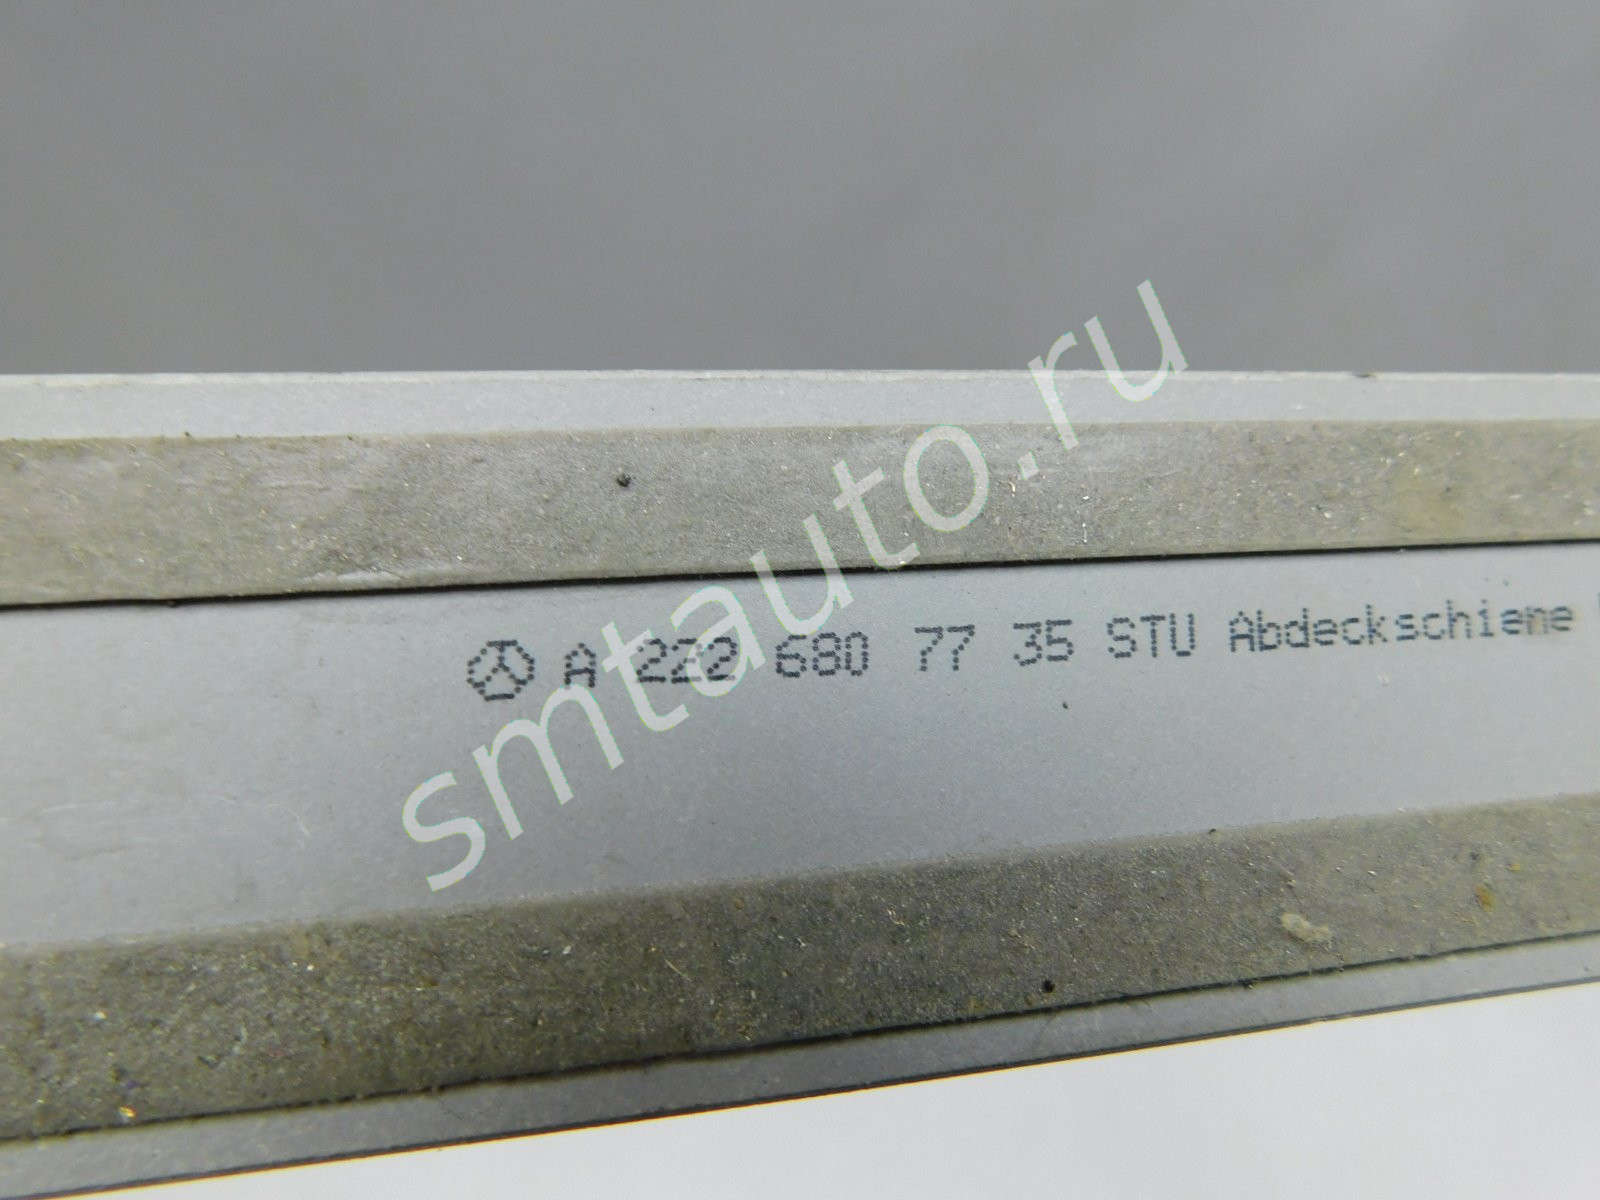 A 222 680 77 35 STU Abdeckschiene
smtauto.ru